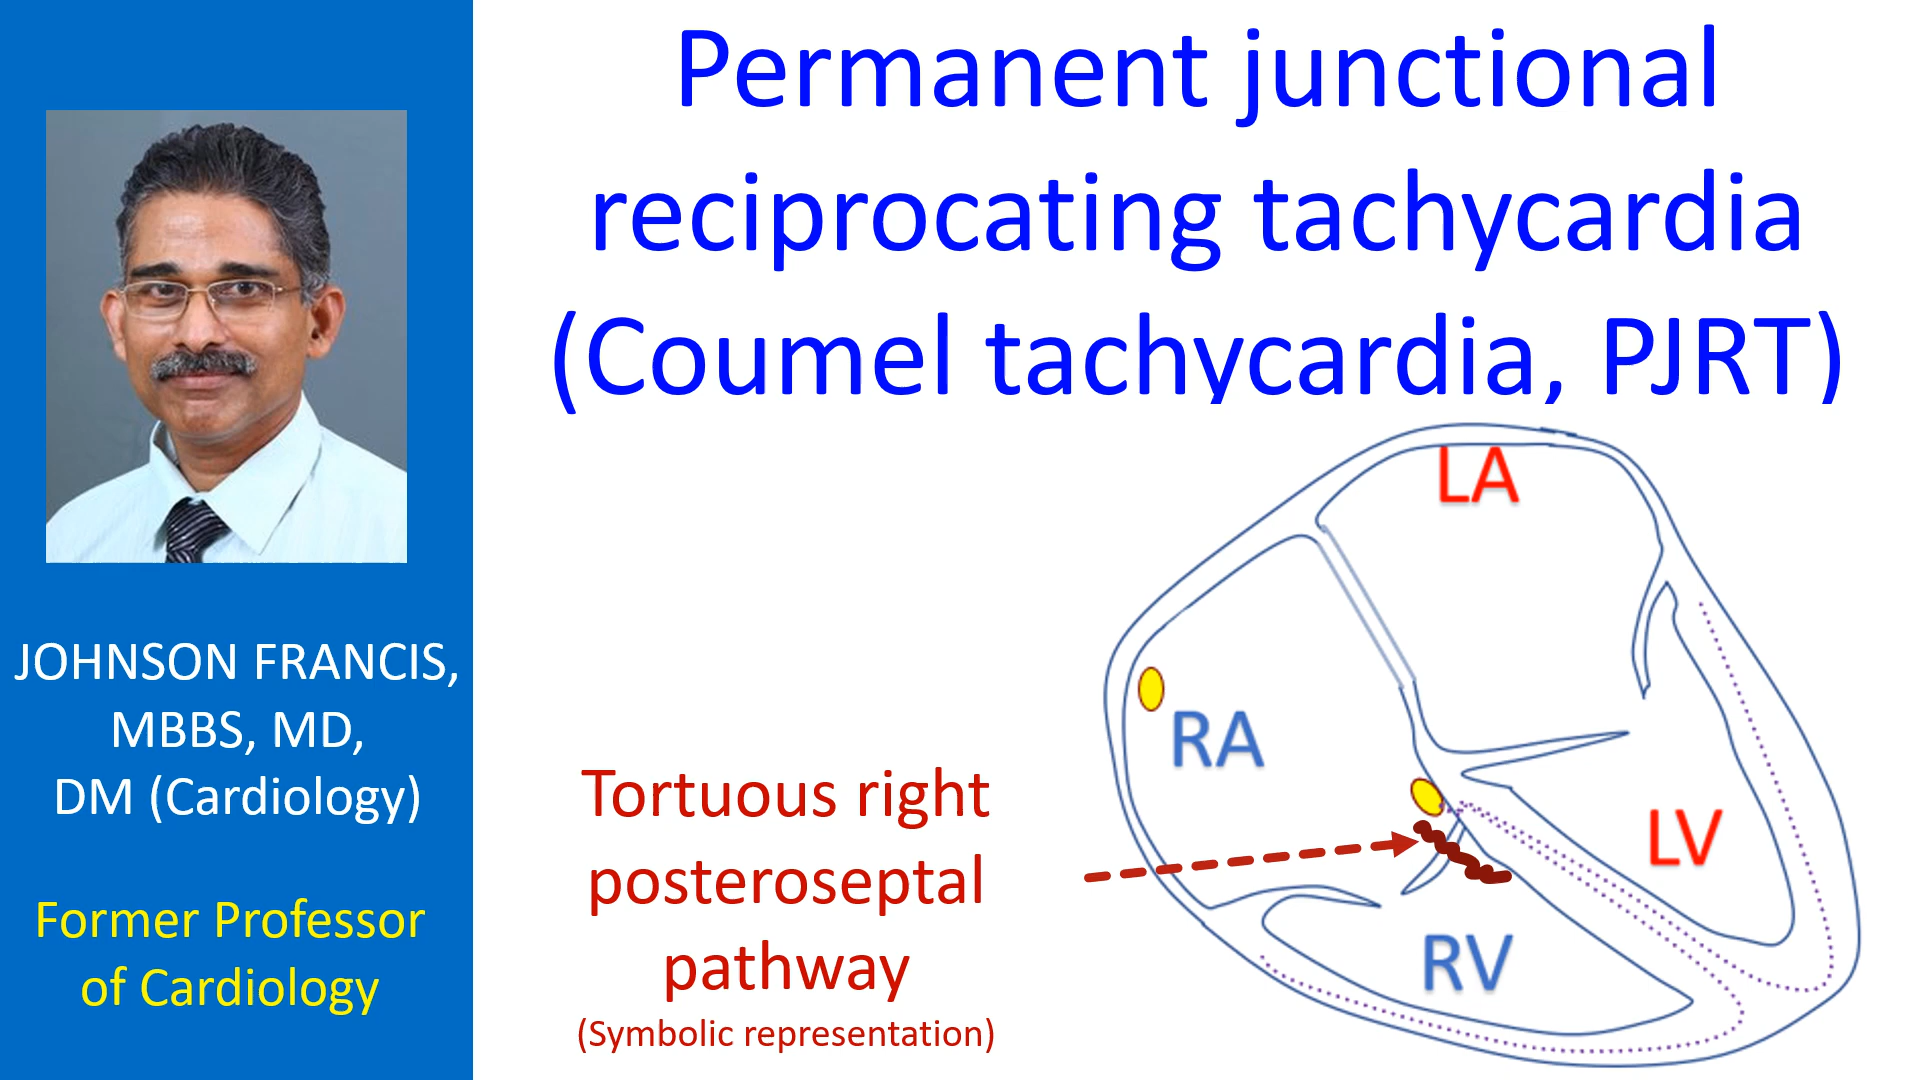 Permanent junctional
reciprocating tachycardia
(Coumel tachycardia, PJRT)
JOHNSON FRANCIS,
MBBS, MD,
DM (Cardiology)
Former Professor
of Cardiology
Tortuous right
posteroseptal
pathway
(Symbolic representation)
LA
RA
LV
RV